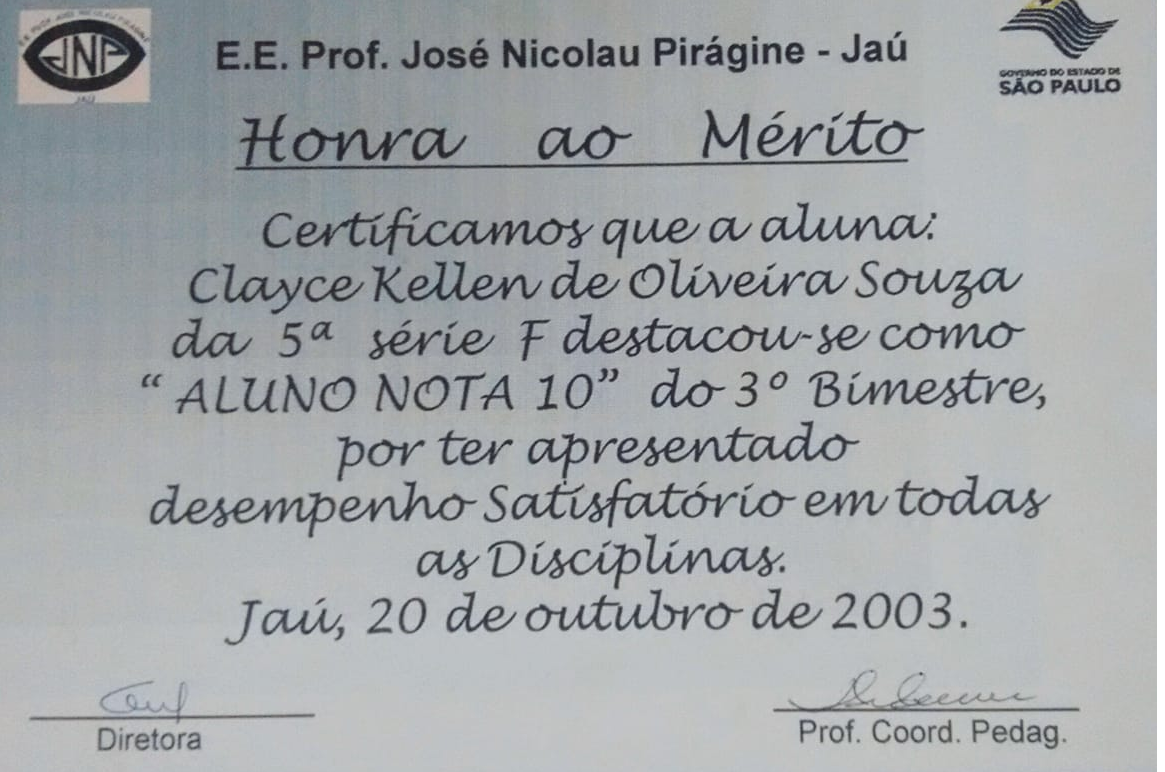 JNP
JAÚ
E.E. Prof. José Nicolau Pirágine - Jaú
GOVERNO DO ESTADO DE
SÃO PAULO
Honra ao Mérito
Certificamos que a aluna:
Clayce Kellen de Oliveira Souza
da 5ª série F destacou-se como
“ ALUNO NOTA 10” do 3º Bimestre,
por ter apresentado
desempenho Satisfatório em todas
as Disciplinas.
Jaú, 20 de outubro de 2003.
Diretora
Prof. Coord. Pedag.